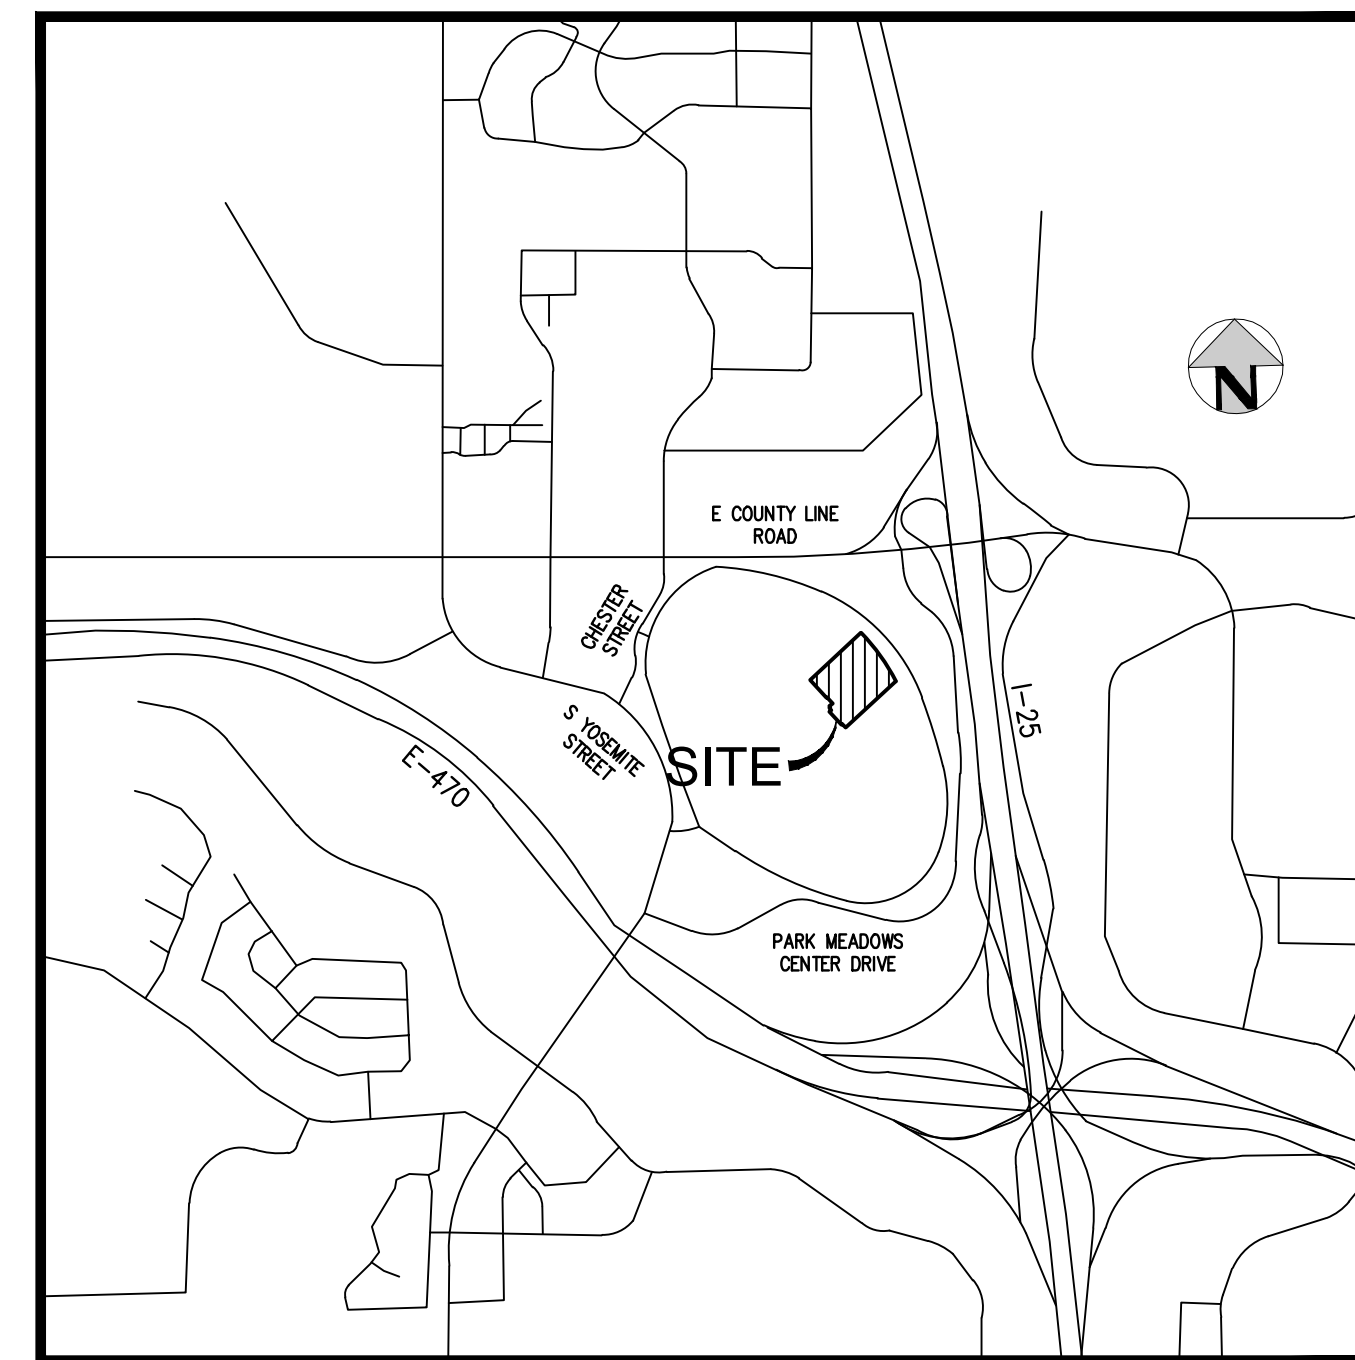 N
E COUNTY LINE
ROAD
CHESTER
STREET
I-25
S YOSEMITE
STREET
E-470
SITE
PARK MEADOWS
CENTER DRIVE